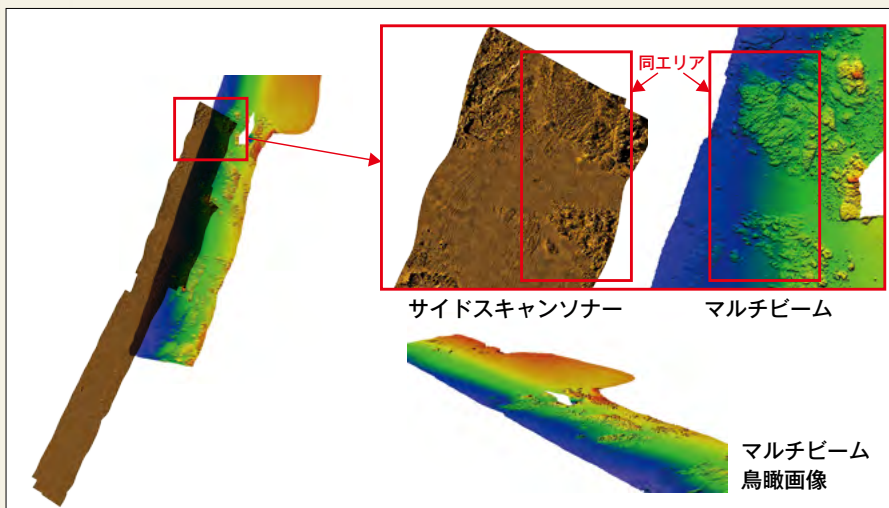 同エリア
サイドスキャンソナー
マルチビーム
マルチビーム
鳥瞰画像